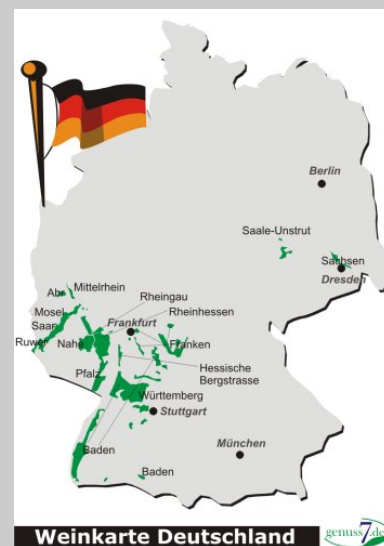 Berlin
Saale-Unstrut
Sachsen
Dresden
Ahr
Mittelrhein
Rheingau
Mosel
Rheinhessen
Saar
Frankfurt
Ruwer
Nahe
Franken
Hessische
Bergstrasse
Pfalz
Württemberg
Stuttgart
München
Baden
Baden
Weinkarte Deutschland
genuss7.de